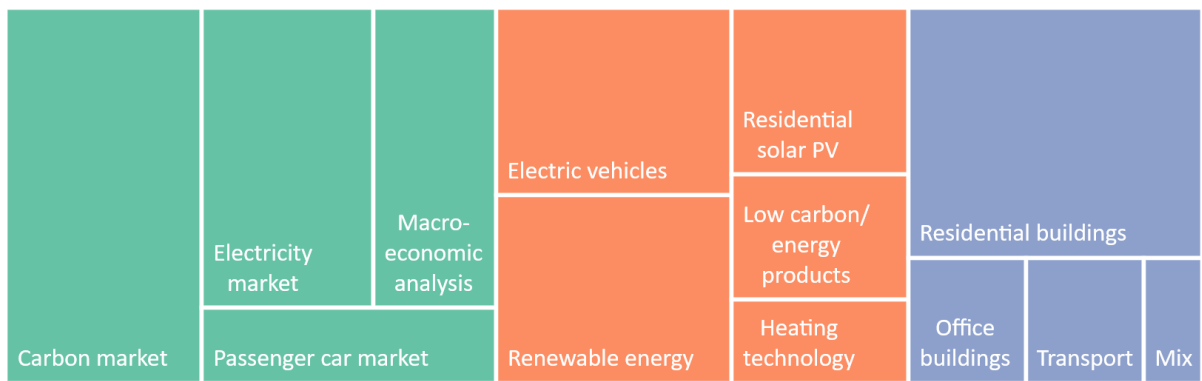 Carbon market
Electricity
market
Macro-
economic
analysis
Passenger car market
Electric vehicles
Renewable energy
Residential
solar PV
Low carbon/
energy
products
Heating
technology
Residential buildings
Office
buildings
Transport
Mix